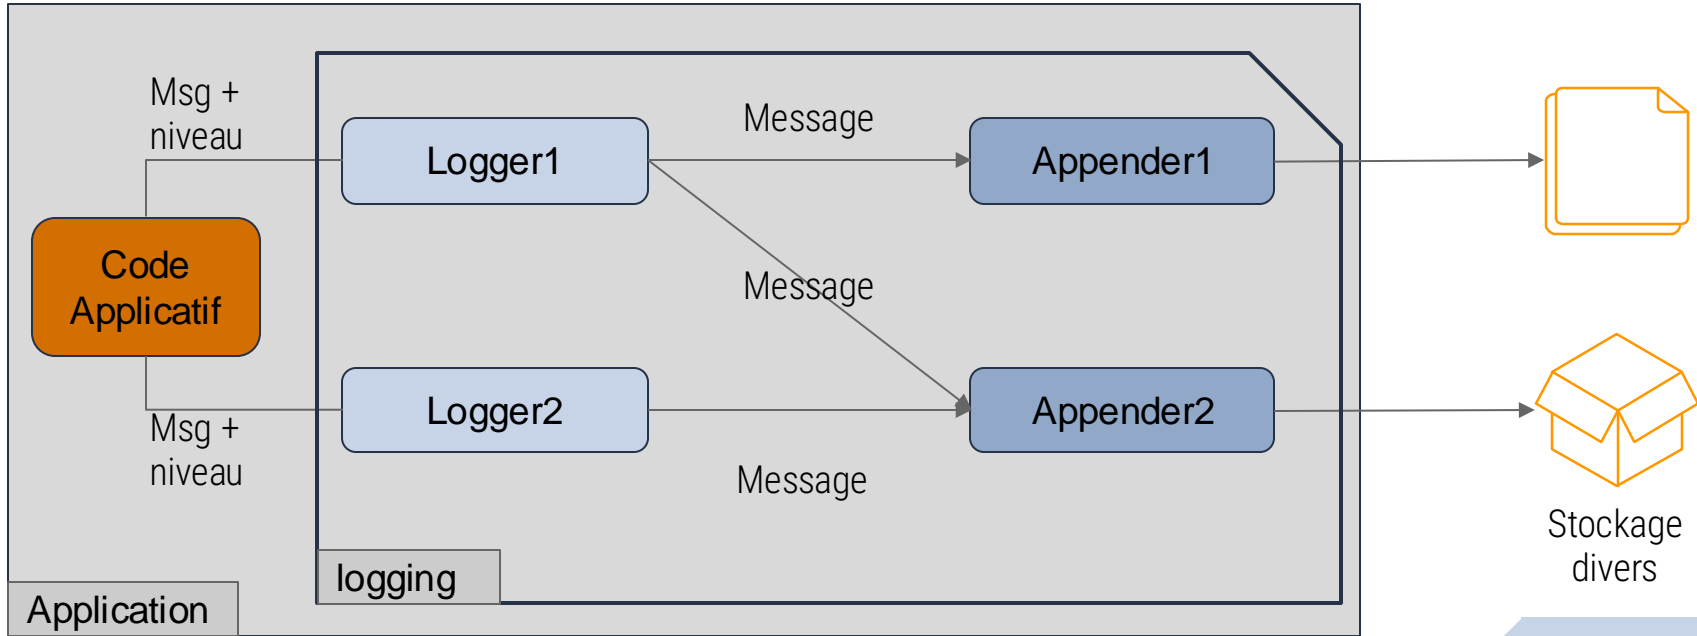 Msg +
niveau
Logger1
Message
Appender1
Code
Applicatif
Message
Logger2
Appender2
Msg +
niveau
Message
Stockage
divers
logging
Application